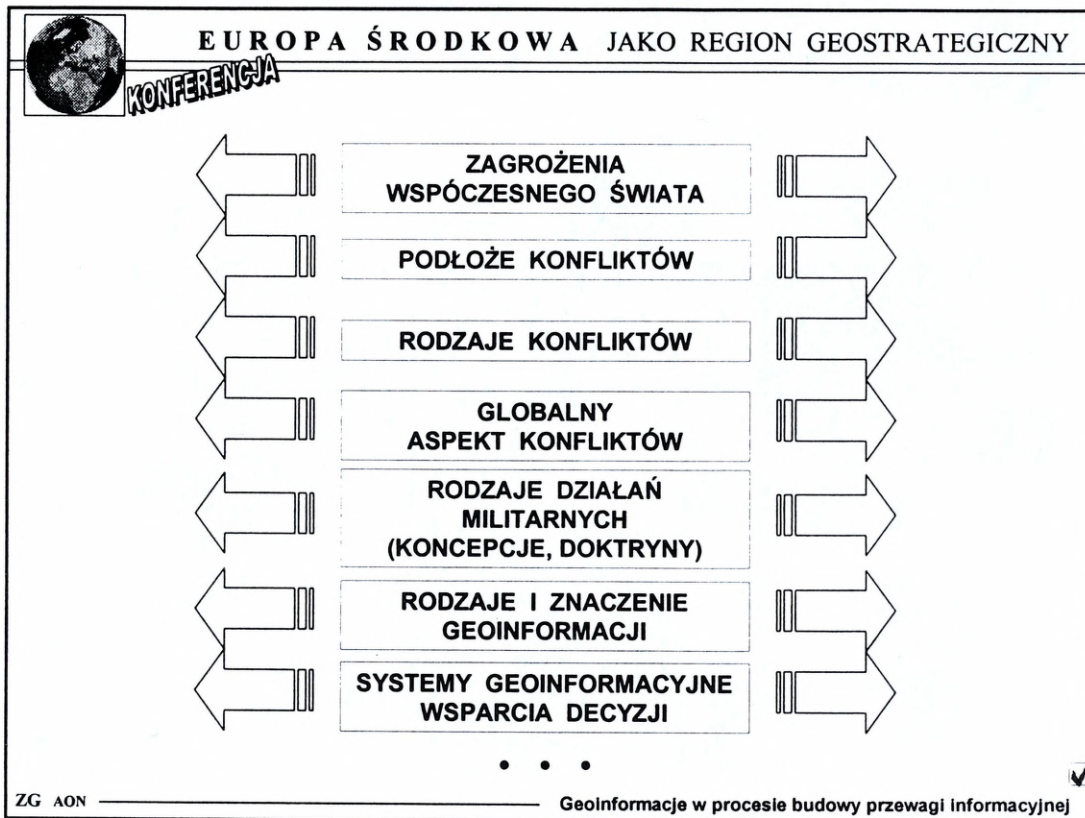 EUROPA ŚRODKOWA JAKO REGION GEOSTRATEGICZNY
KONFERENCJA
ZAGROŻENIA
WSPÓCZESNEGO ŚWIATA
PODŁOŻE KONFLIKTÓW
RODZAJE KONFLIKTÓW
GLOBALNY
ASPEKT KONFLIKTÓW
RODZAJE DZIAŁAŃ
MILITARNYCH
(KONCEPCJE, DOKTRYNY)
RODZAJE I ZNACZENIE
GEOINFORMACJI
SYSTEMY GEOINFORMACYJNE
WSPARCIA DECYZJI
• • •
ZG AON
Geoinformacje w procesie budowy przewagi informacyjnej